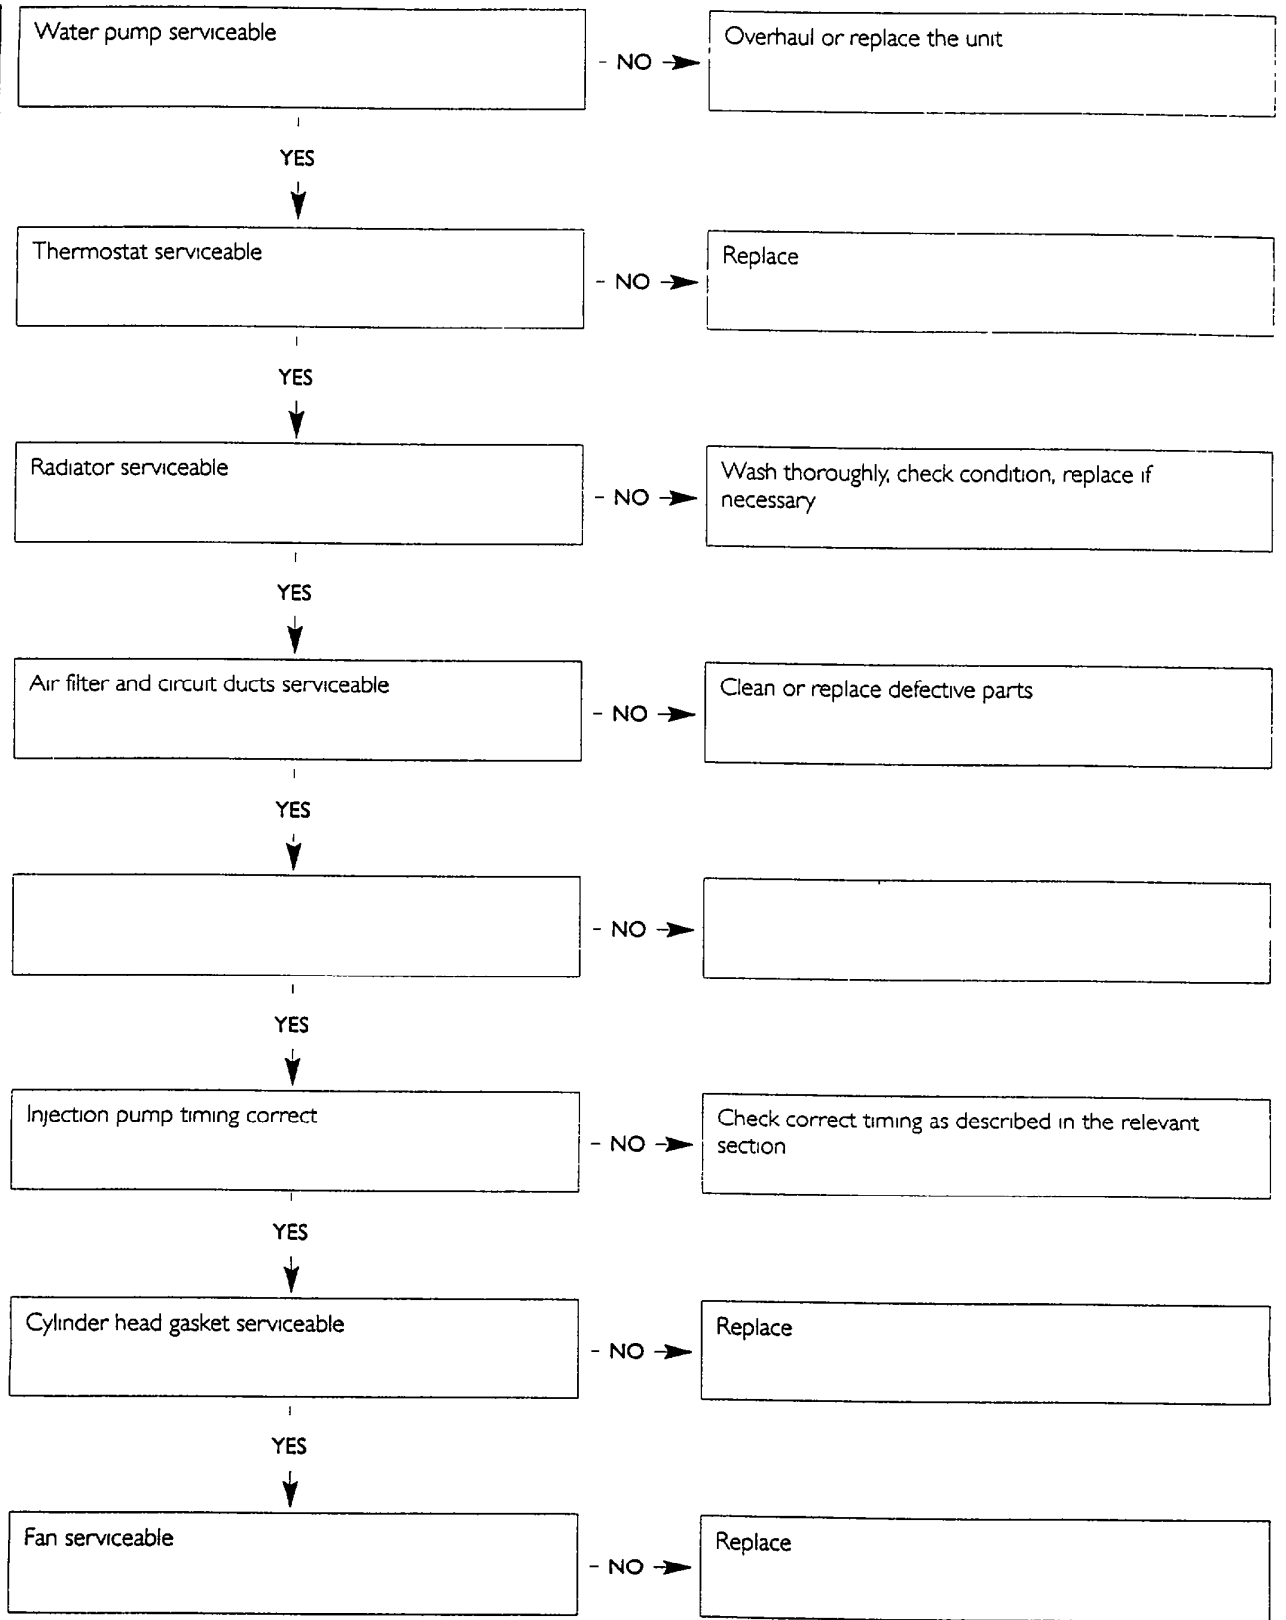 Water pump serviceable
- NO
Overhaul or replace the unit
YES
Thermostat serviceable
- NO
Replace
YES
Radiator serviceable
- NO
Wash thoroughly, check condition, replace if
necessary
YES
Air filter and circuit ducts serviceable
- NO
Clean or replace defective parts
YES
- NO
YES
Injection pump timing correct
- NO
Check correct timing as described in the relevant
section
YES
Cylinder head gasket serviceable
- NO
Replace
YES
Fan serviceable
- NO
Replace